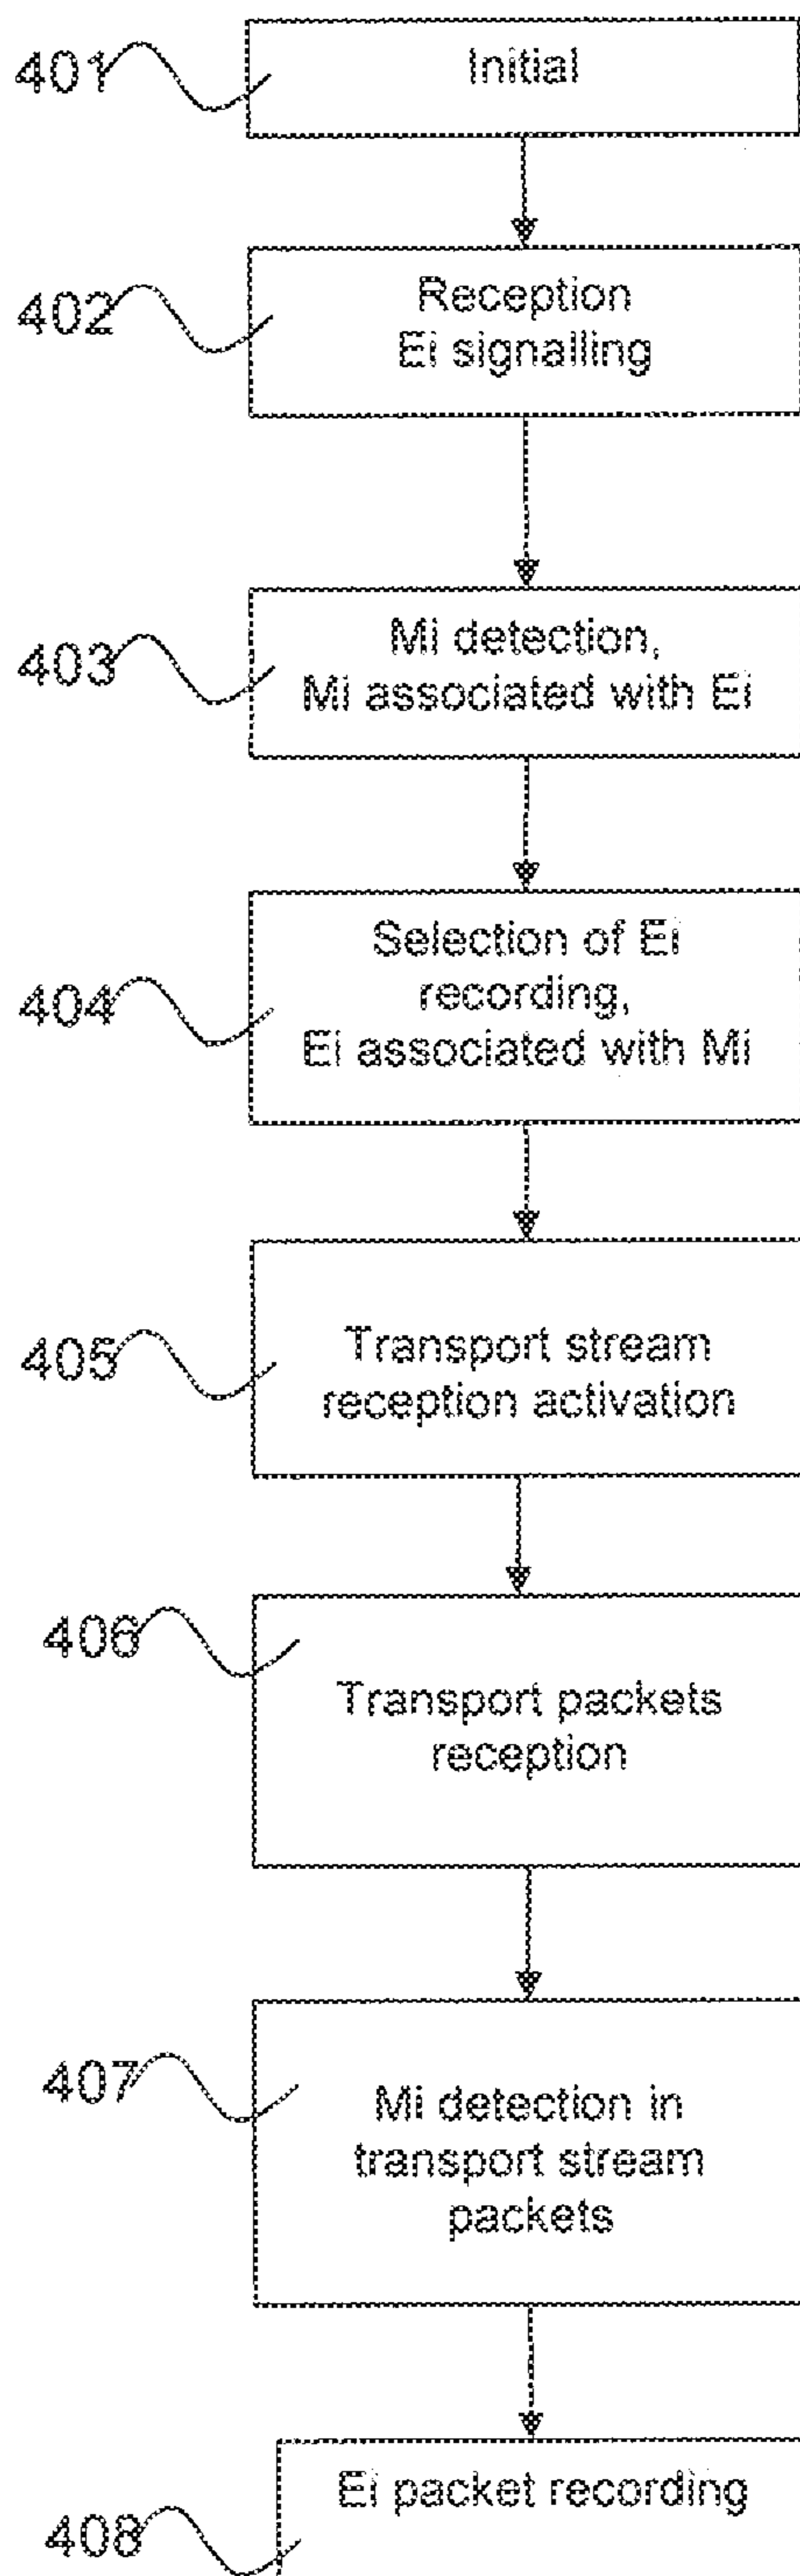 401
Initial
402
Reception
Ei signalling
403
Mi detection,
Mi associated with Ei
404
Selection of Ei
recording,
Ei associated with Mi
405
Transport stream
reception activation
406
Transport packets
reception
407
Mi detection in
transport stream
packets
408
Ei packet recording